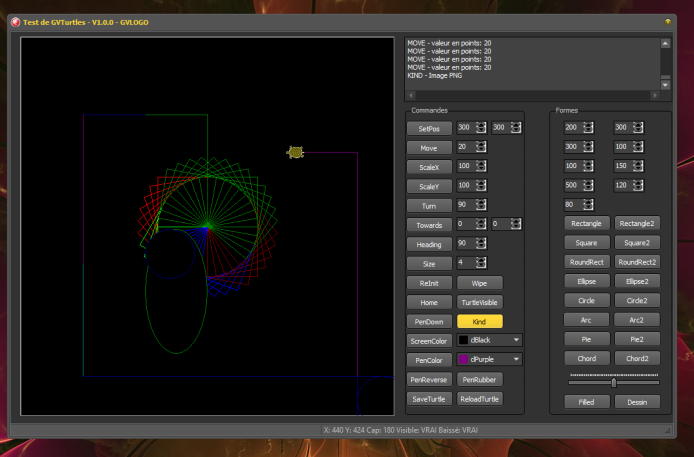 Test de GVTurtles - V1.0.0 - GVLOGO
MOVE - valeur en points: 20
MOVE - valeur en points: 20
MOVE - valeur en points: 20
MOVE - valeur en points: 20
KIND - Image PNG
Commandes
SetPos 300 300
Move 20
ScaleX 100
ScaleY 100
Turn 90
Towards 0 0
Heading 90
Size 4
ReInit Wipe
Home TurtleVisible
PenDown Kind
ScreenColor clBlack
PenColor clPurple
PenReverse PenRubber
SaveTurtle ReloadTurtle
Formes
200 300
300 100
100 150
500 120
80
Rectangle Rectangle2
Square Square2
RoundRect RoundRect2
Ellipse Ellipse2
Circle Circle2
Arc Arc2
Pie Pie2
Chord Chord2
Filled Dessin
X: 440 Y: 424 Cap: 180 Visible: VRAI Baissé: VRAI